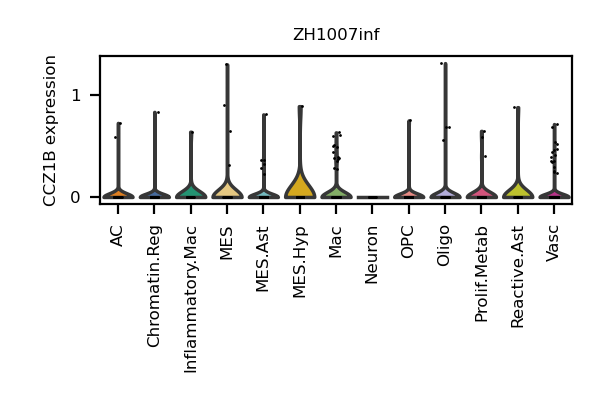 ZH1007inf
CCZ1B expression
1
0
AC
Chromatin.Reg
Inflammatory.Mac
MES
MES.Ast
MES.Hyp
Mac
Neuron
OPC
Oligo
Prolif.Metab
Reactive.Ast
Vasc